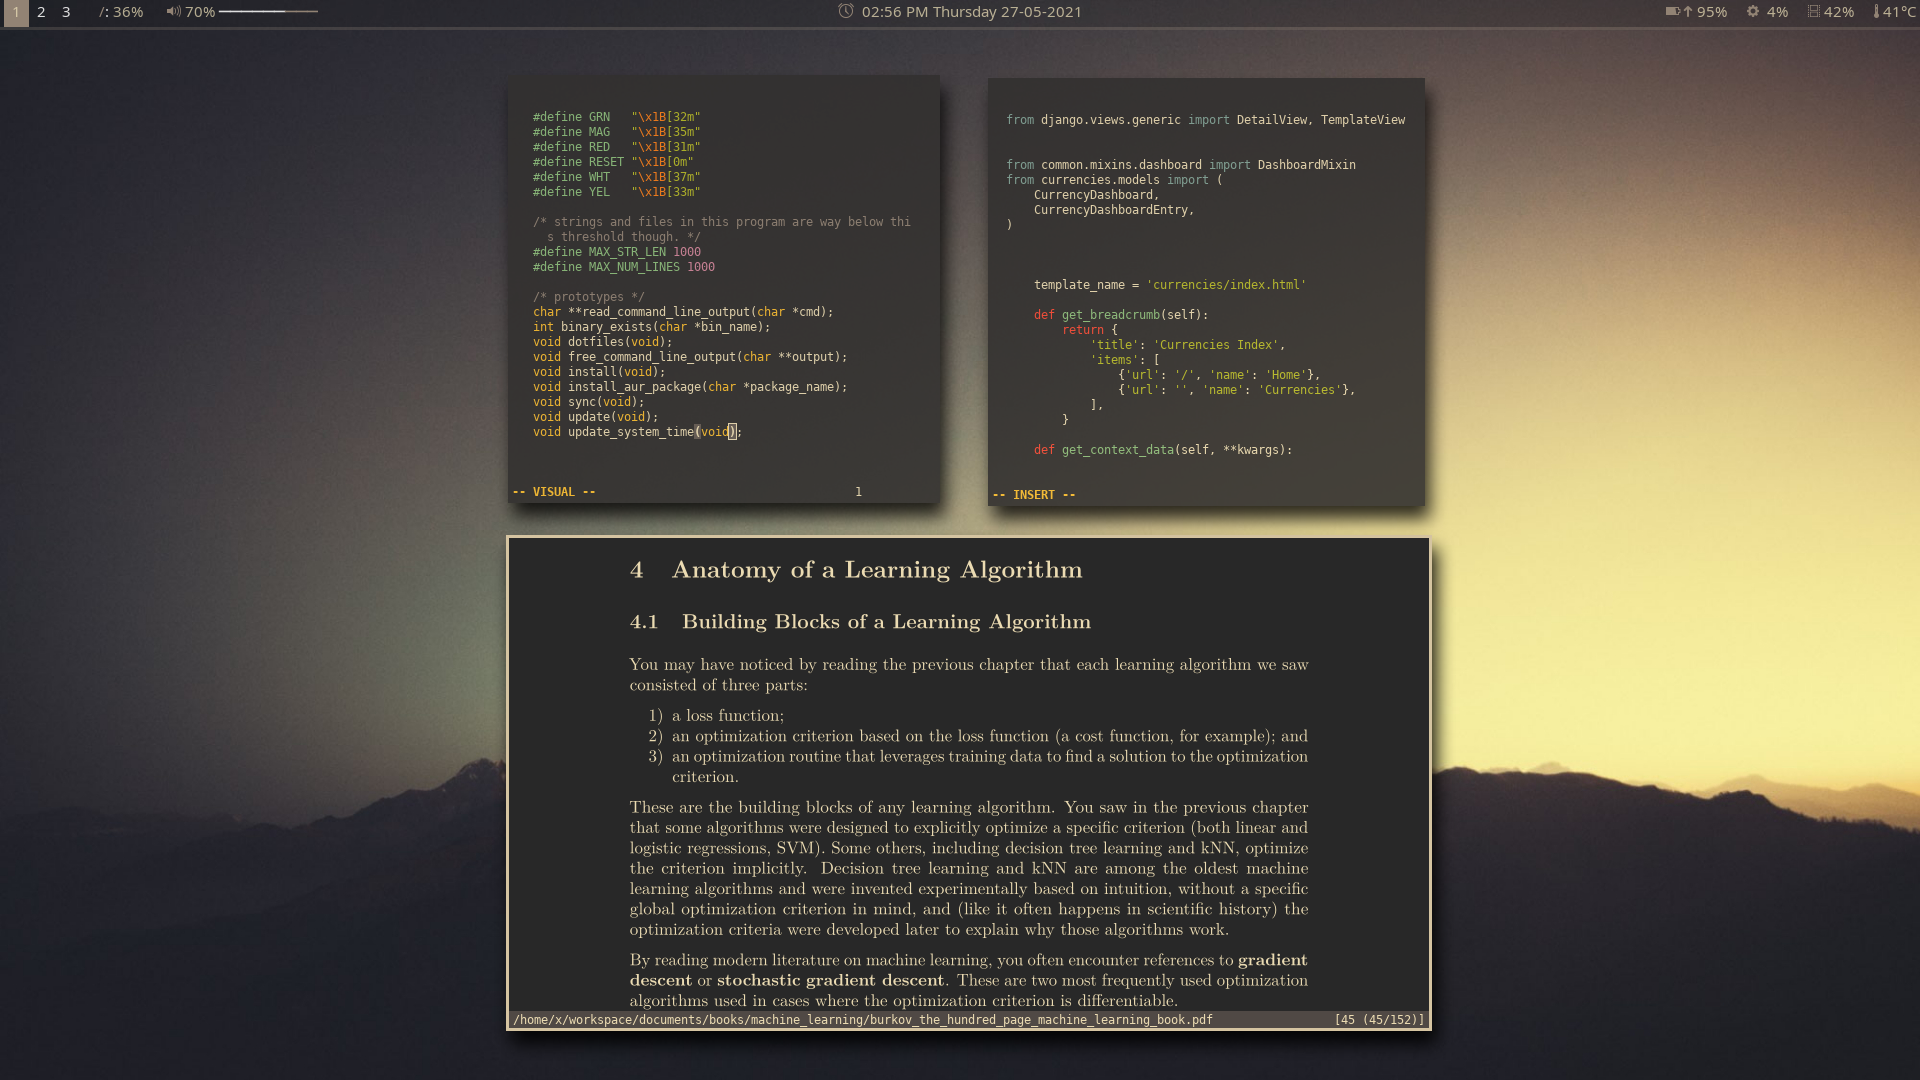 1 2 3 /: 36% 70% 02:56 PM Thursday 27-05-2021 95% 4% 42% 41°C
#define GRN   "\x1B[32m"
#define MAG   "\x1B[35m"
#define RED   "\x1B[31m"
#define RESET "\x1B[0m"
#define WHT   "\x1B[37m"
#define YEL   "\x1B[33m"
/* strings and files in this program are way below thi
s threshold though. */
#define MAX_STR_LEN 1000
#define MAX_NUM_LINES 1000
/* prototypes */
char **read_command_line_output(char *cmd);
int binary_exists(char *bin_name);
void dotfiles(void);
void free_command_line_output(char **output);
void install(void);
void install_aur_package(char *package_name);
void sync(void);
void update(void);
void update_system_time(void);
-- VISUAL -- 1
from django.views.generic import DetailView, TemplateView
from common.mixins.dashboard import DashboardMixin
from currencies.models import (
    CurrencyDashboard,
    CurrencyDashboardEntry,
)
    template_name = 'currencies/index.html'
    def get_breadcrumb(self):
        return {
            'title': 'Currencies Index',
            'items': [
                {'url': '/', 'name': 'Home'},
                {'url': '', 'name': 'Currencies'},
            ],
        }
    def get_context_data(self, **kwargs):
-- INSERT --
4 Anatomy of a Learning Algorithm
4.1 Building Blocks of a Learning Algorithm
You may have noticed by reading the previous chapter that each learning algorithm we saw
consisted of three parts:
1) a loss function;
2) an optimization criterion based on the loss function (a cost function, for example); and
3) an optimization routine that leverages training data to find a solution to the optimization
criterion.
These are the building blocks of any learning algorithm. You saw in the previous chapter
that some algorithms were designed to explicitly optimize a specific criterion (both linear and
logistic regressions, SVM). Some others, including decision tree learning and kNN, optimize
the criterion implicitly. Decision tree learning and kNN are among the oldest machine
learning algorithms and were invented experimentally based on intuition, without a specific
global optimization criterion in mind, and (like it often happens in scientific history) the
optimization criteria were developed later to explain why those algorithms work.
By reading modern literature on machine learning, you often encounter references to gradient
descent or stochastic gradient descent. These are two most frequently used optimization
algorithms used in cases where the optimization criterion is differentiable.
/home/x/workspace/documents/books/machine_learning/burkov_the_hundred_page_machine_learning_book.pdf [45 (45/152)]